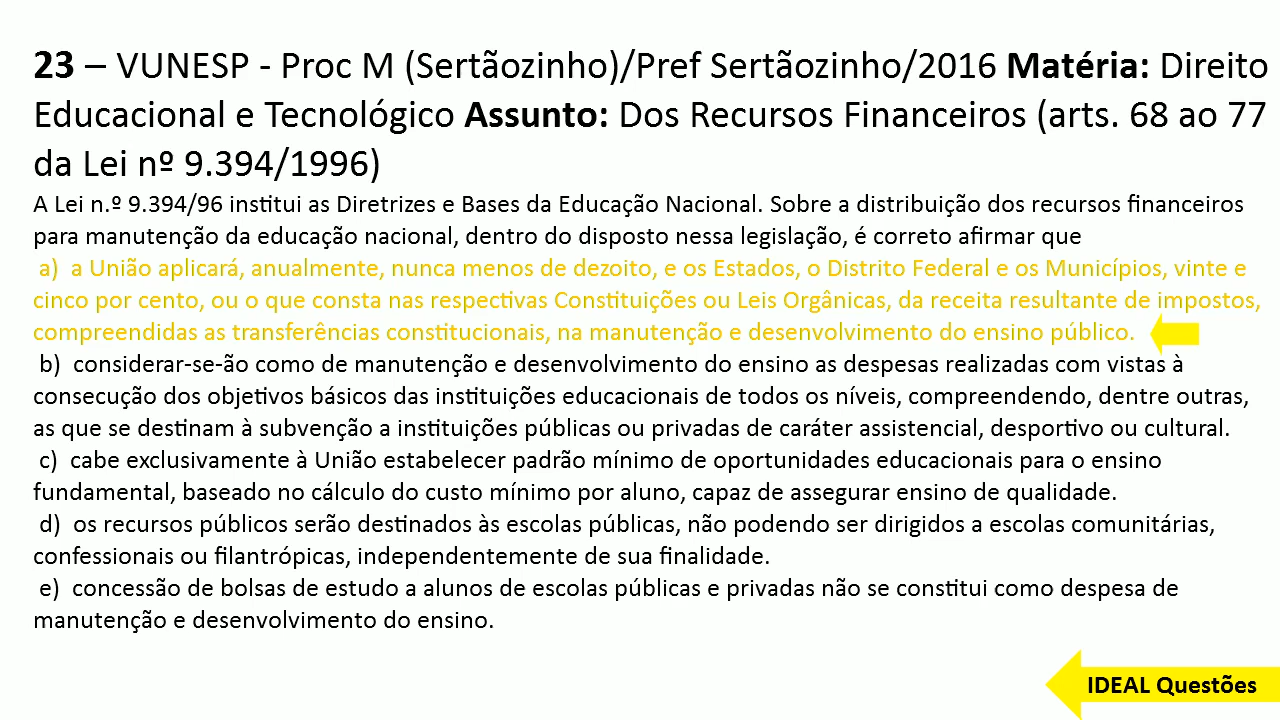 23 – VUNESP - Proc M (Sertãozinho)/Pref Sertãozinho/2016 Matéria: Direito
Educacional e Tecnológico Assunto: Dos Recursos Financeiros (arts. 68 ao 77
da Lei nº 9.394/1996)
A Lei n.º 9.394/96 institui as Diretrizes e Bases da Educação Nacional. Sobre a distribuição dos recursos financeiros
para manutenção da educação nacional, dentro do disposto nessa legislação, é correto afirmar que
a) a União aplicará, anualmente, nunca menos de dezoito, e os Estados, o Distrito Federal e os Municípios, vinte e
cinco por cento, ou o que consta nas respectivas Constituições ou Leis Orgânicas, da receita resultante de impostos,
compreendidas as transferências constitucionais, na manutenção e desenvolvimento do ensino público.
b) considerar-se-ão como de manutenção e desenvolvimento do ensino as despesas realizadas com vistas à
consecução dos objetivos básicos das instituições educacionais de todos os níveis, compreendendo, dentre outras,
as que se destinam à subvenção a instituições públicas ou privadas de caráter assistencial, desportivo ou cultural.
c) cabe exclusivamente à União estabelecer padrão mínimo de oportunidades educacionais para o ensino
fundamental, baseado no cálculo do custo mínimo por aluno, capaz de assegurar ensino de qualidade.
d) os recursos públicos serão destinados às escolas públicas, não podendo ser dirigidos a escolas comunitárias,
confessionais ou filantrópicas, independentemente de sua finalidade.
e) concessão de bolsas de estudo a alunos de escolas públicas e privadas não se constitui como despesa de
manutenção e desenvolvimento do ensino.
IDEAL Questões